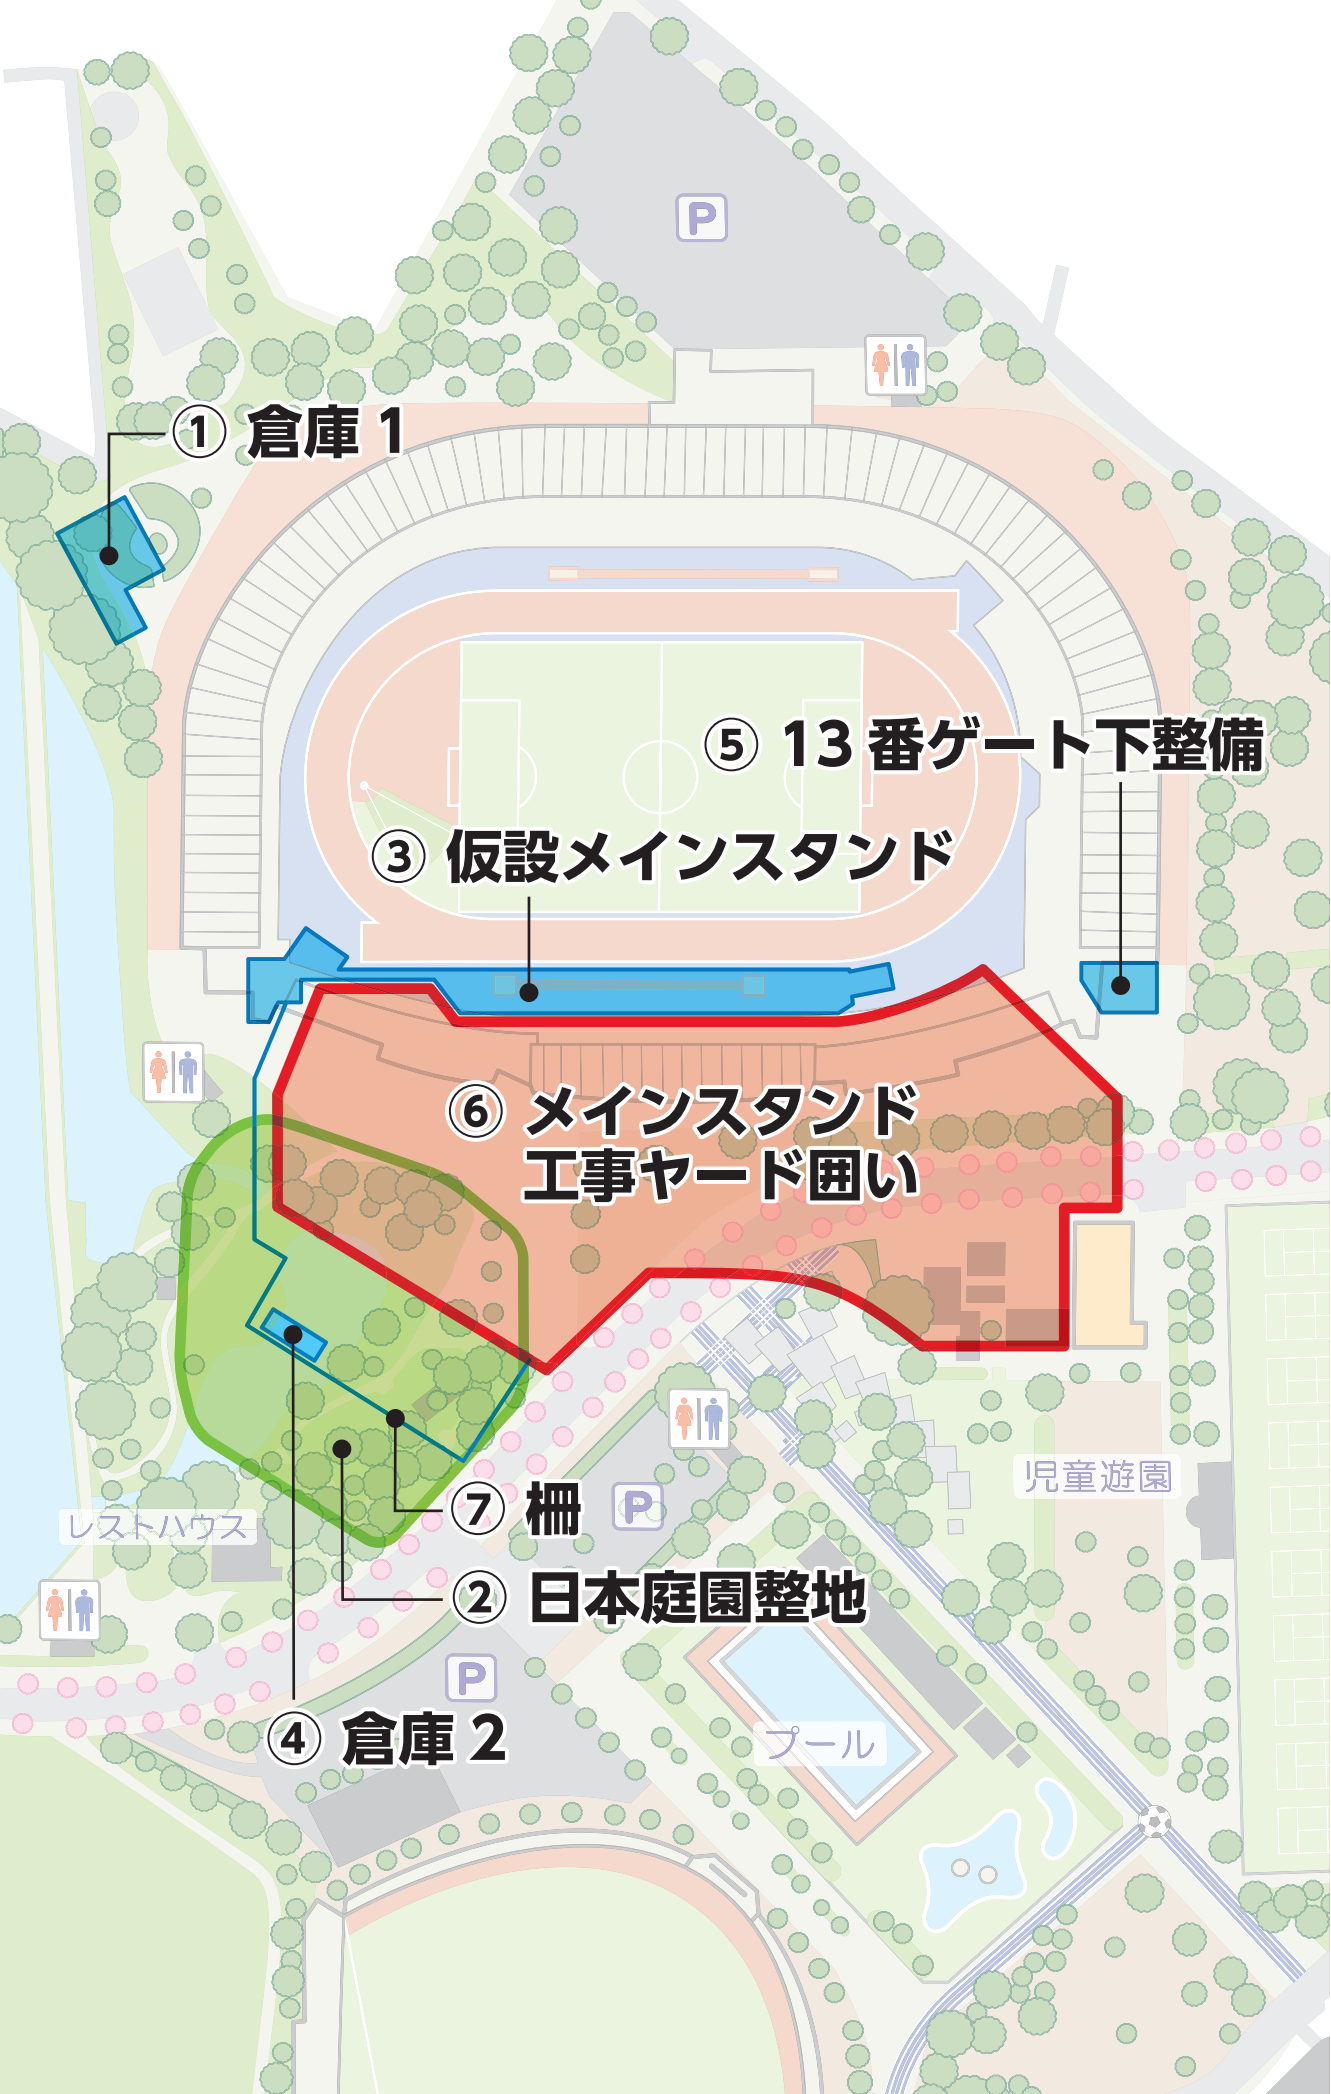 P
① 倉庫 1
⑤ 13 番ゲート下整備
③ 仮設メインスタンド
⑥ メインスタンド
工事ヤード囲い
児童遊園
P
⑦ 柵
レストハウス
② 日本庭園整地
P
④ 倉庫 2
プール